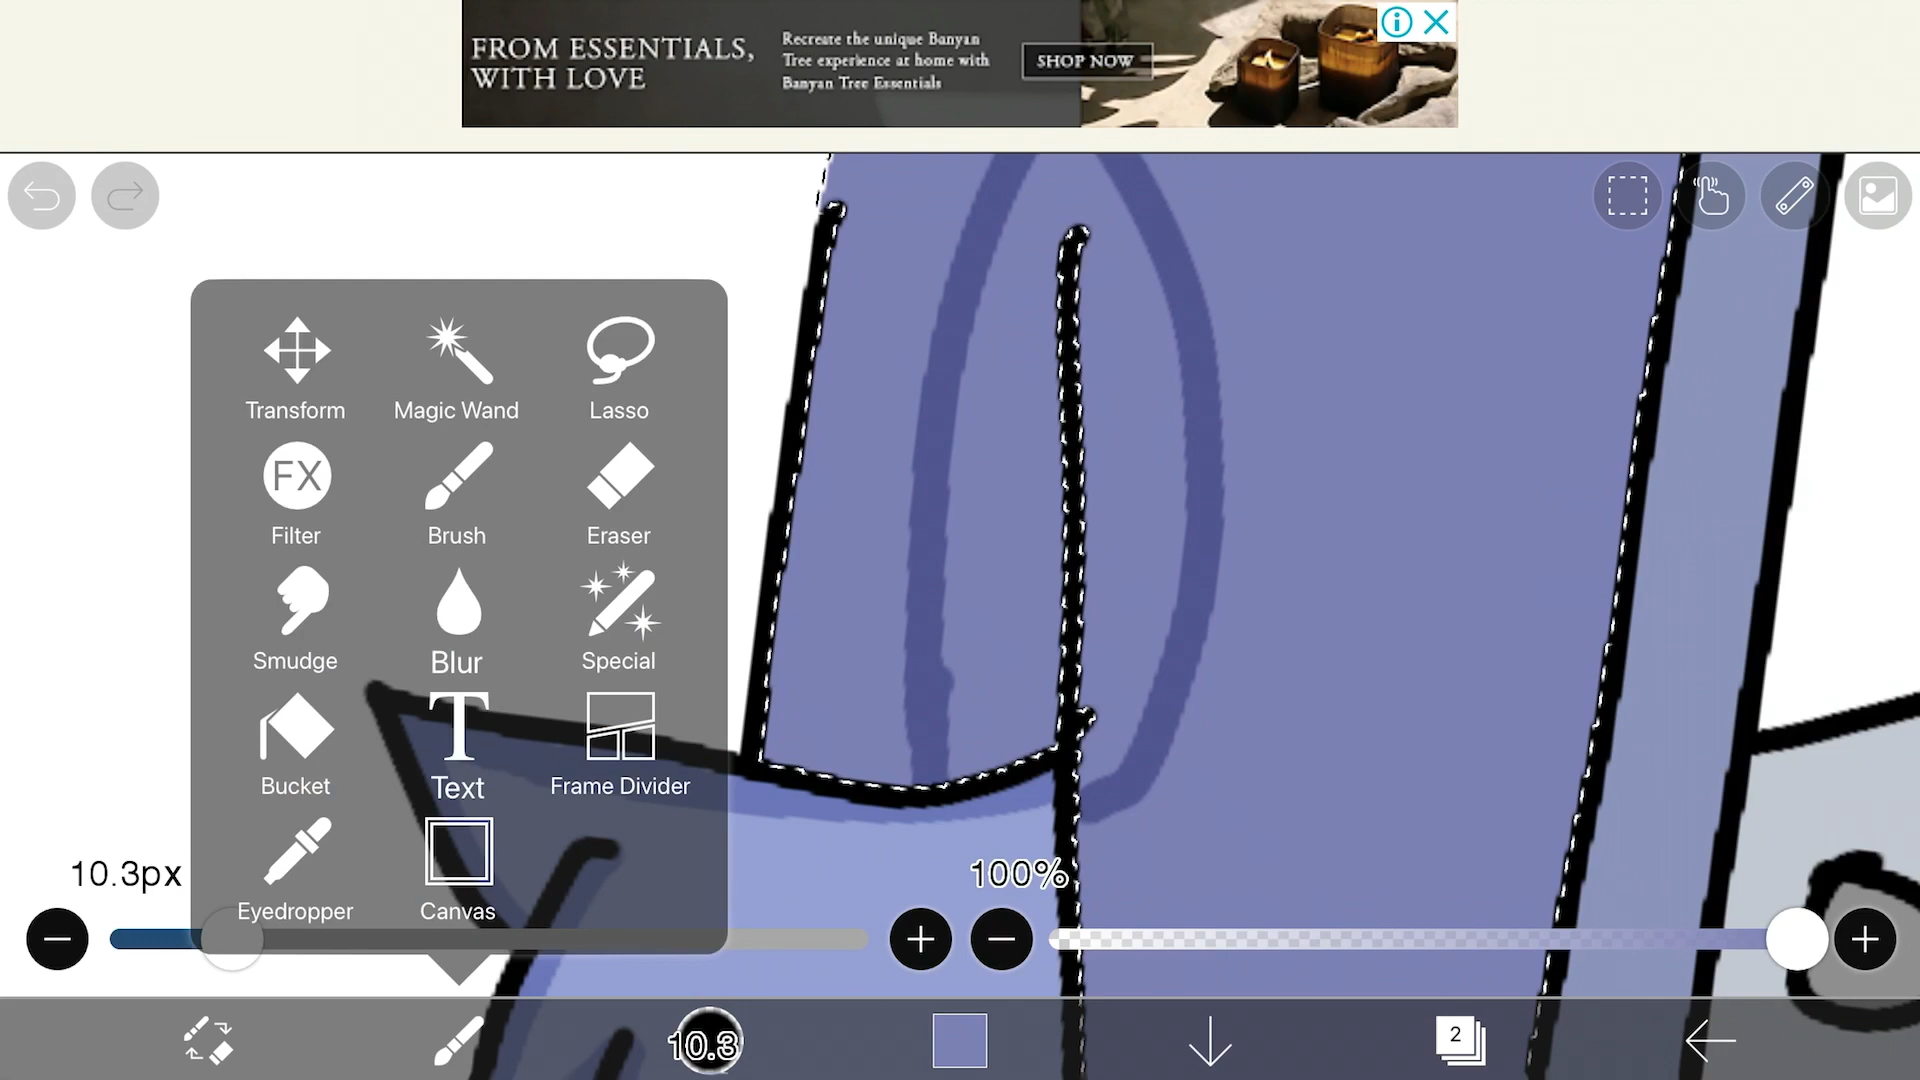 FROM ESSENTIALS,
WITH LOVE
Recreate the unique Banyan
Tree experience at home with
Banyan Tree Essentials
SHOP NOW
Transform
Magic Wand
Lasso
FX
Filter
Brush
Eraser
Smudge
Blur
Special
Bucket
Text
Frame Divider
Eyedropper
Canvas
10.3px
100%
10.3
2